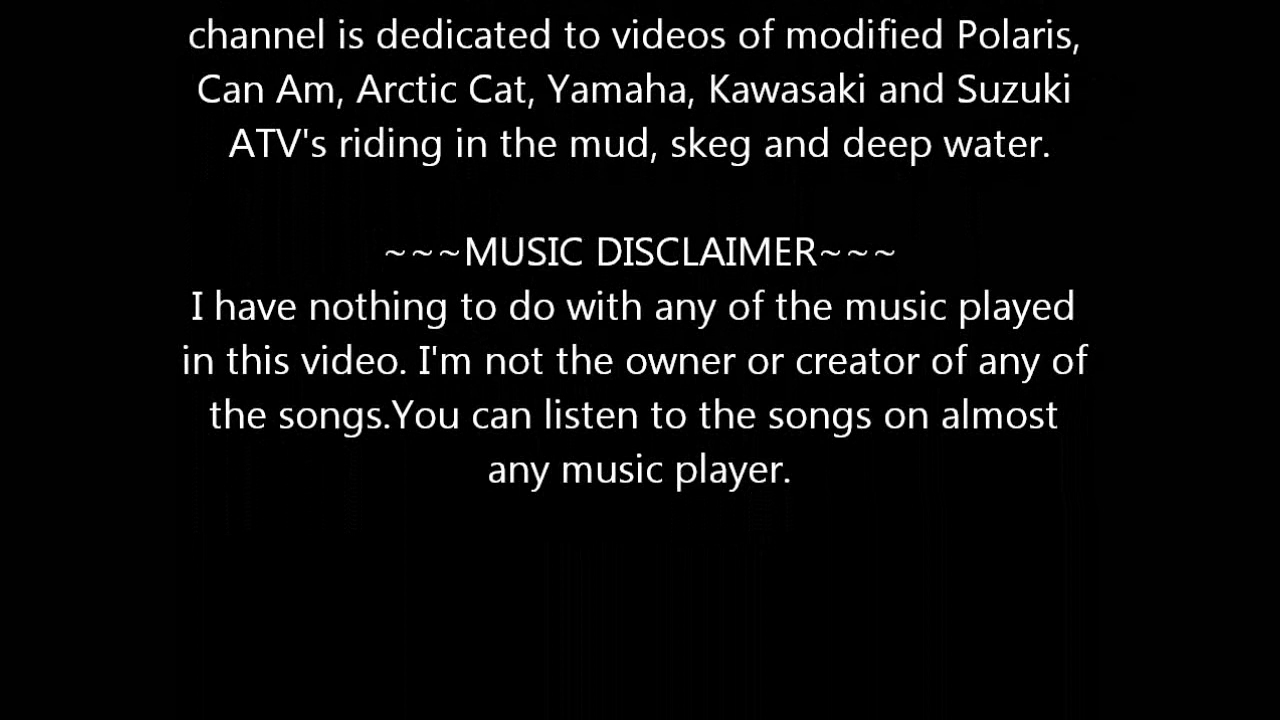 channel is dedicated to videos of modified Polaris,
Can Am, Arctic Cat, Yamaha, Kawasaki and Suzuki
ATV's riding in the mud, skeg and deep water.
~~~MUSIC DISCLAIMER~~~
I have nothing to do with any of the music played
in this video. I'm not the owner or creator of any of
the songs.You can listen to the songs on almost
any music player.